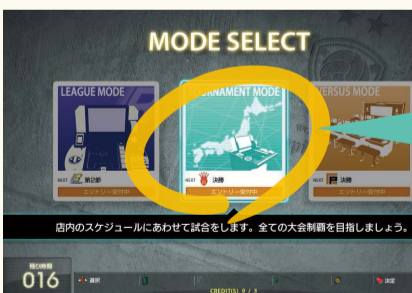 MODE SELECT
LEAGUE MODE
TOURNAMENT MODE
VERSUS MODE
NEXT 第2節
NEXT 決勝
NEXT 決勝
エントリー受付中
エントリー受付中
エントリー受付中
店内のスケジュールにあわせて試合をします。全ての大会制覇を目指しましょう。
残り時間
016
選択
決定
CREDIT(S) 0 / 3